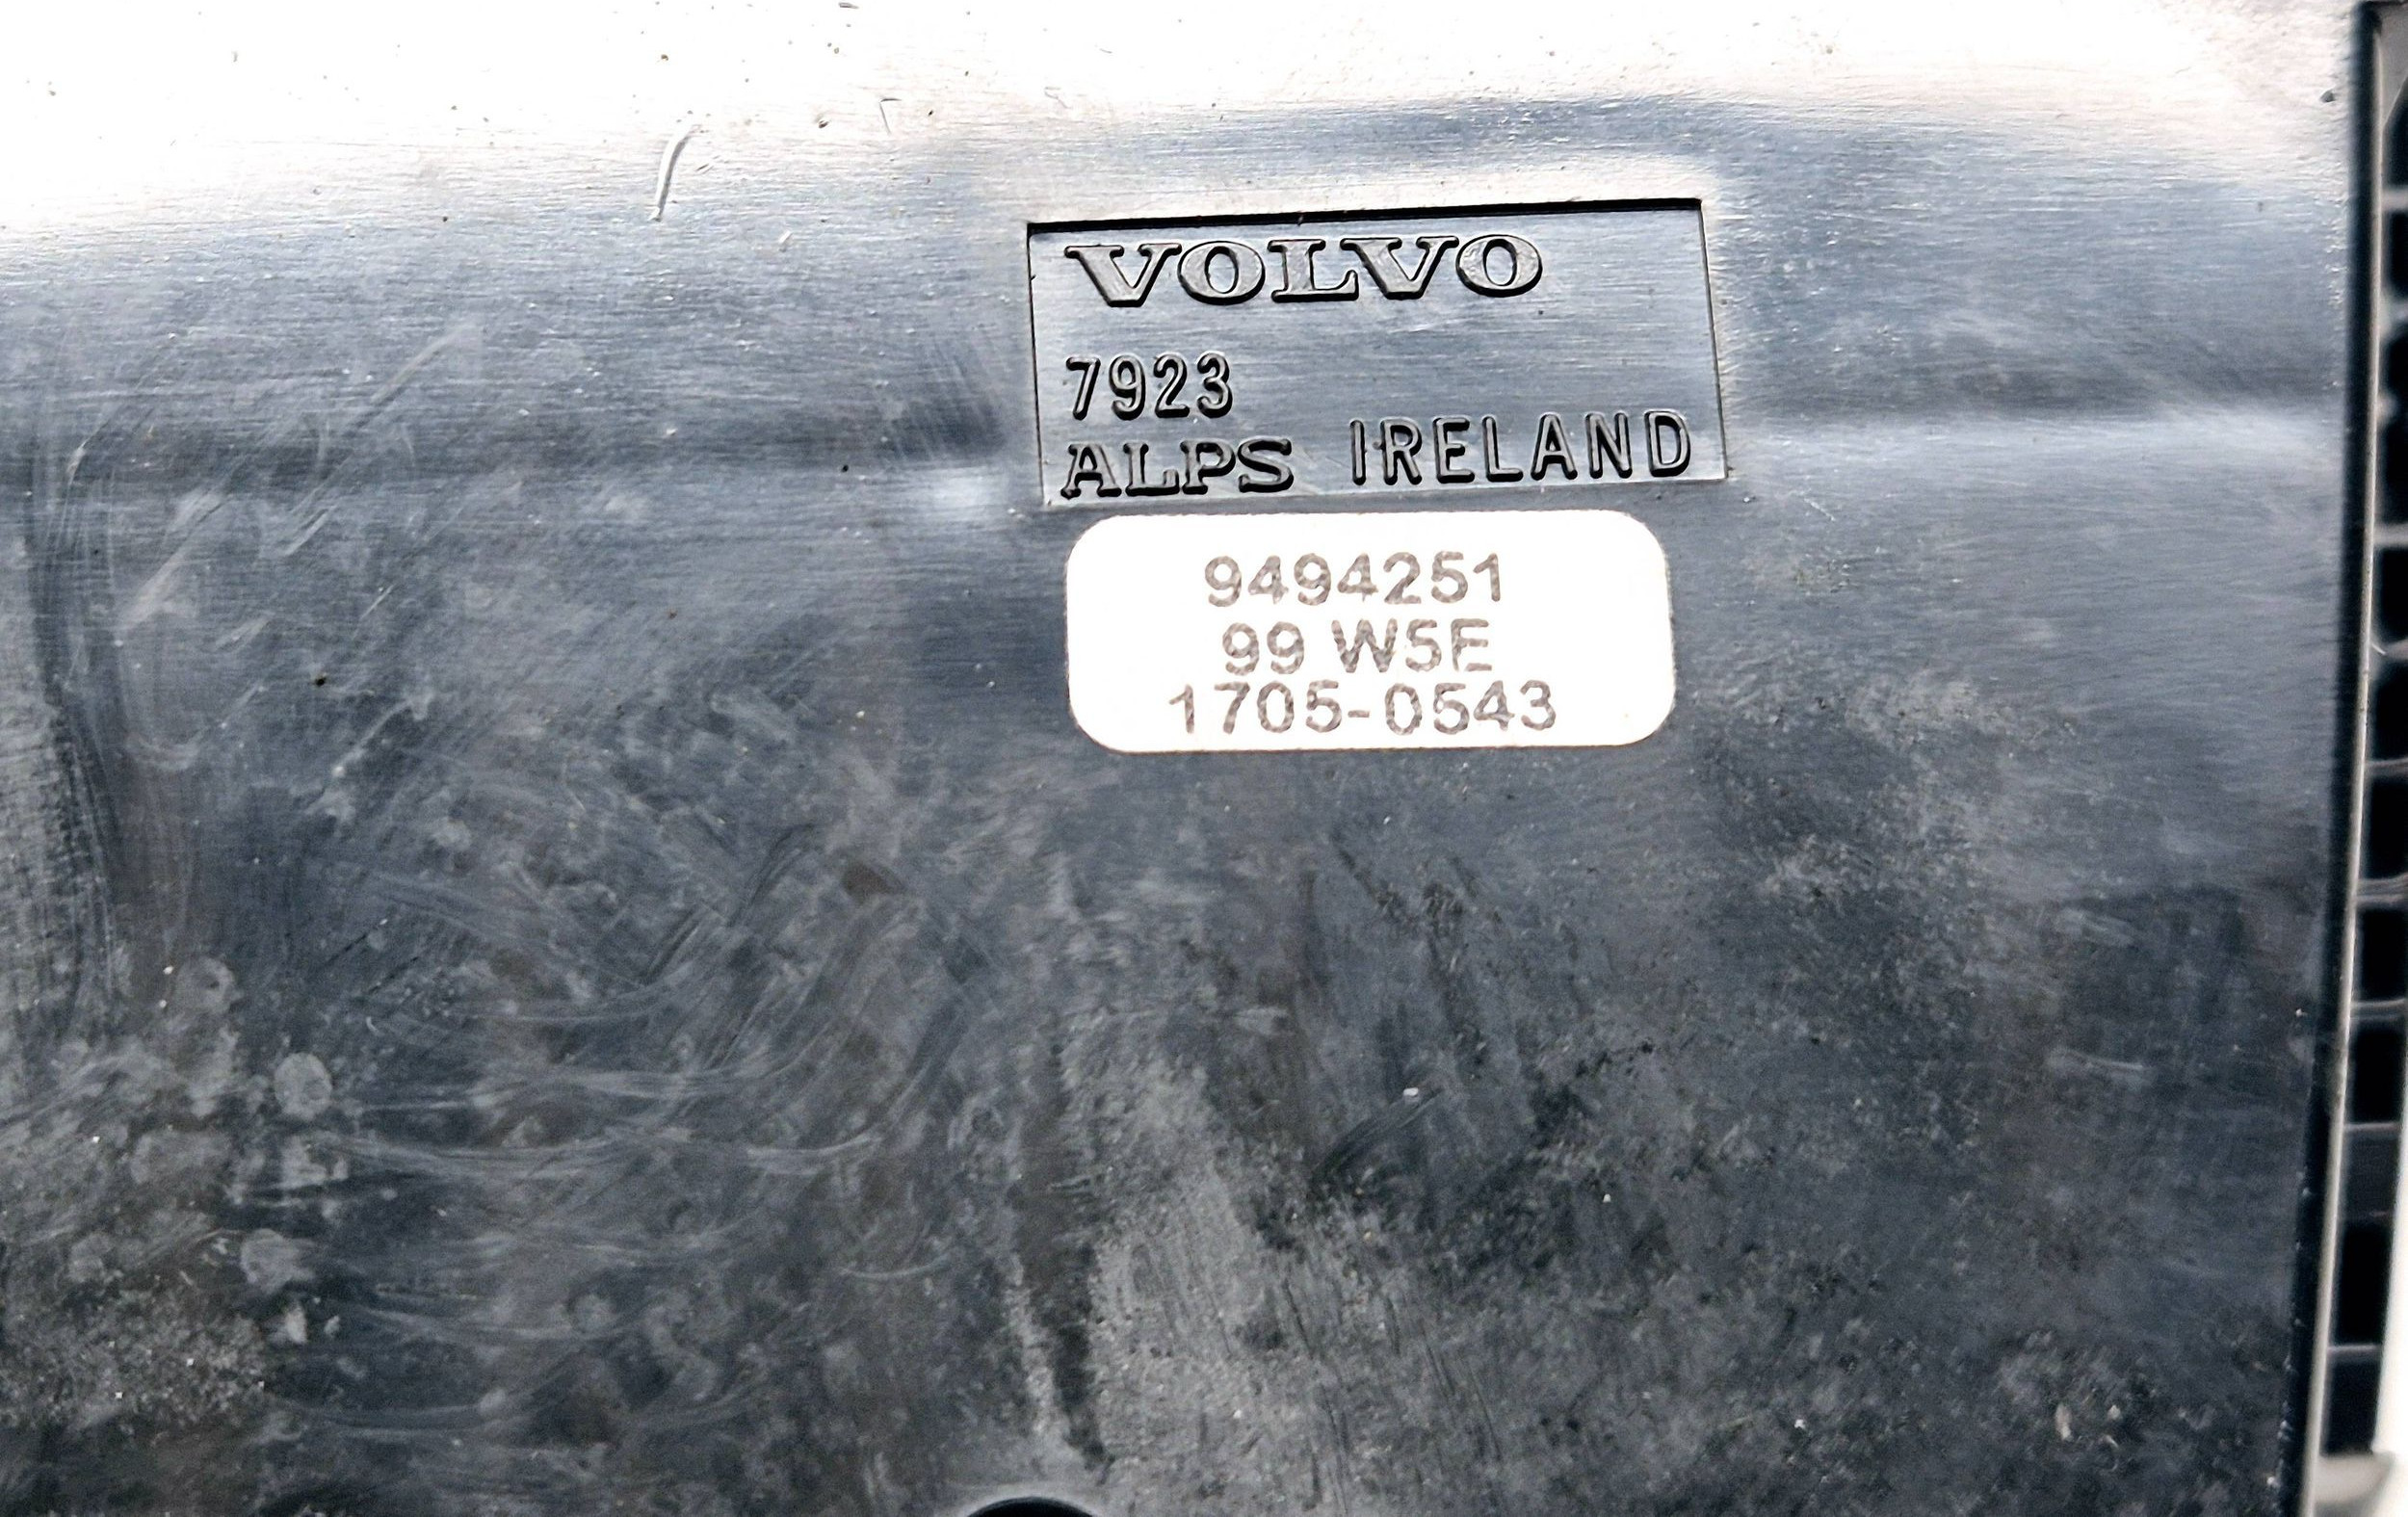 VOLVO
7923
ALPS IRELAND
9494251
99 W5E
1705-0543